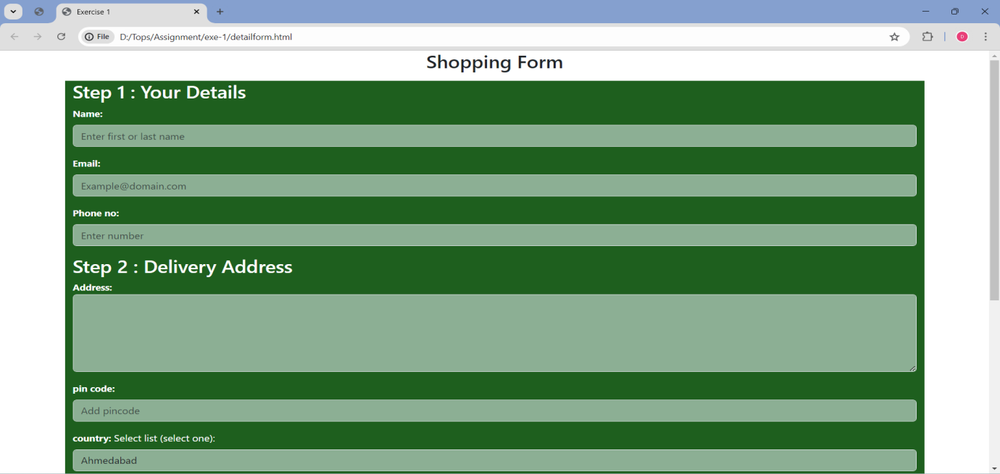 Exercise 1
File D:/Tops/Assignment/exe-1/detailform.html
D
Shopping Form
Step 1 : Your Details
Name:
Enter first or last name
Email:
Example@domain.com
Phone no:
Enter number
Step 2 : Delivery Address
Address:
pin code:
Add pincode
country: Select list (select one):
Ahmedabad